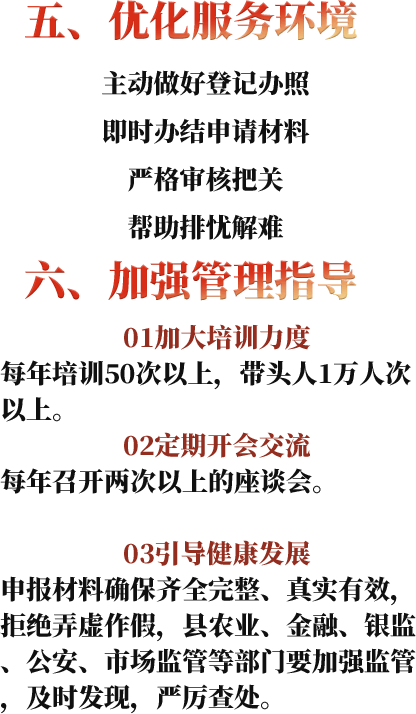 五、优化服务环境
主动做好登记办照
即时办结申请材料
严格审核把关
帮助排忧解难
六、加强管理指导
01加大培训力度
每年培训50次以上，带头人1万人次
以上。
02定期开会交流
每年召开两次以上的座谈会。
03引导健康发展
申报材料确保齐全完整、真实有效，
拒绝弄虚作假，县农业、金融、银监
、公安、市场监管等部门要加强监管
，及时发现，严厉查处。